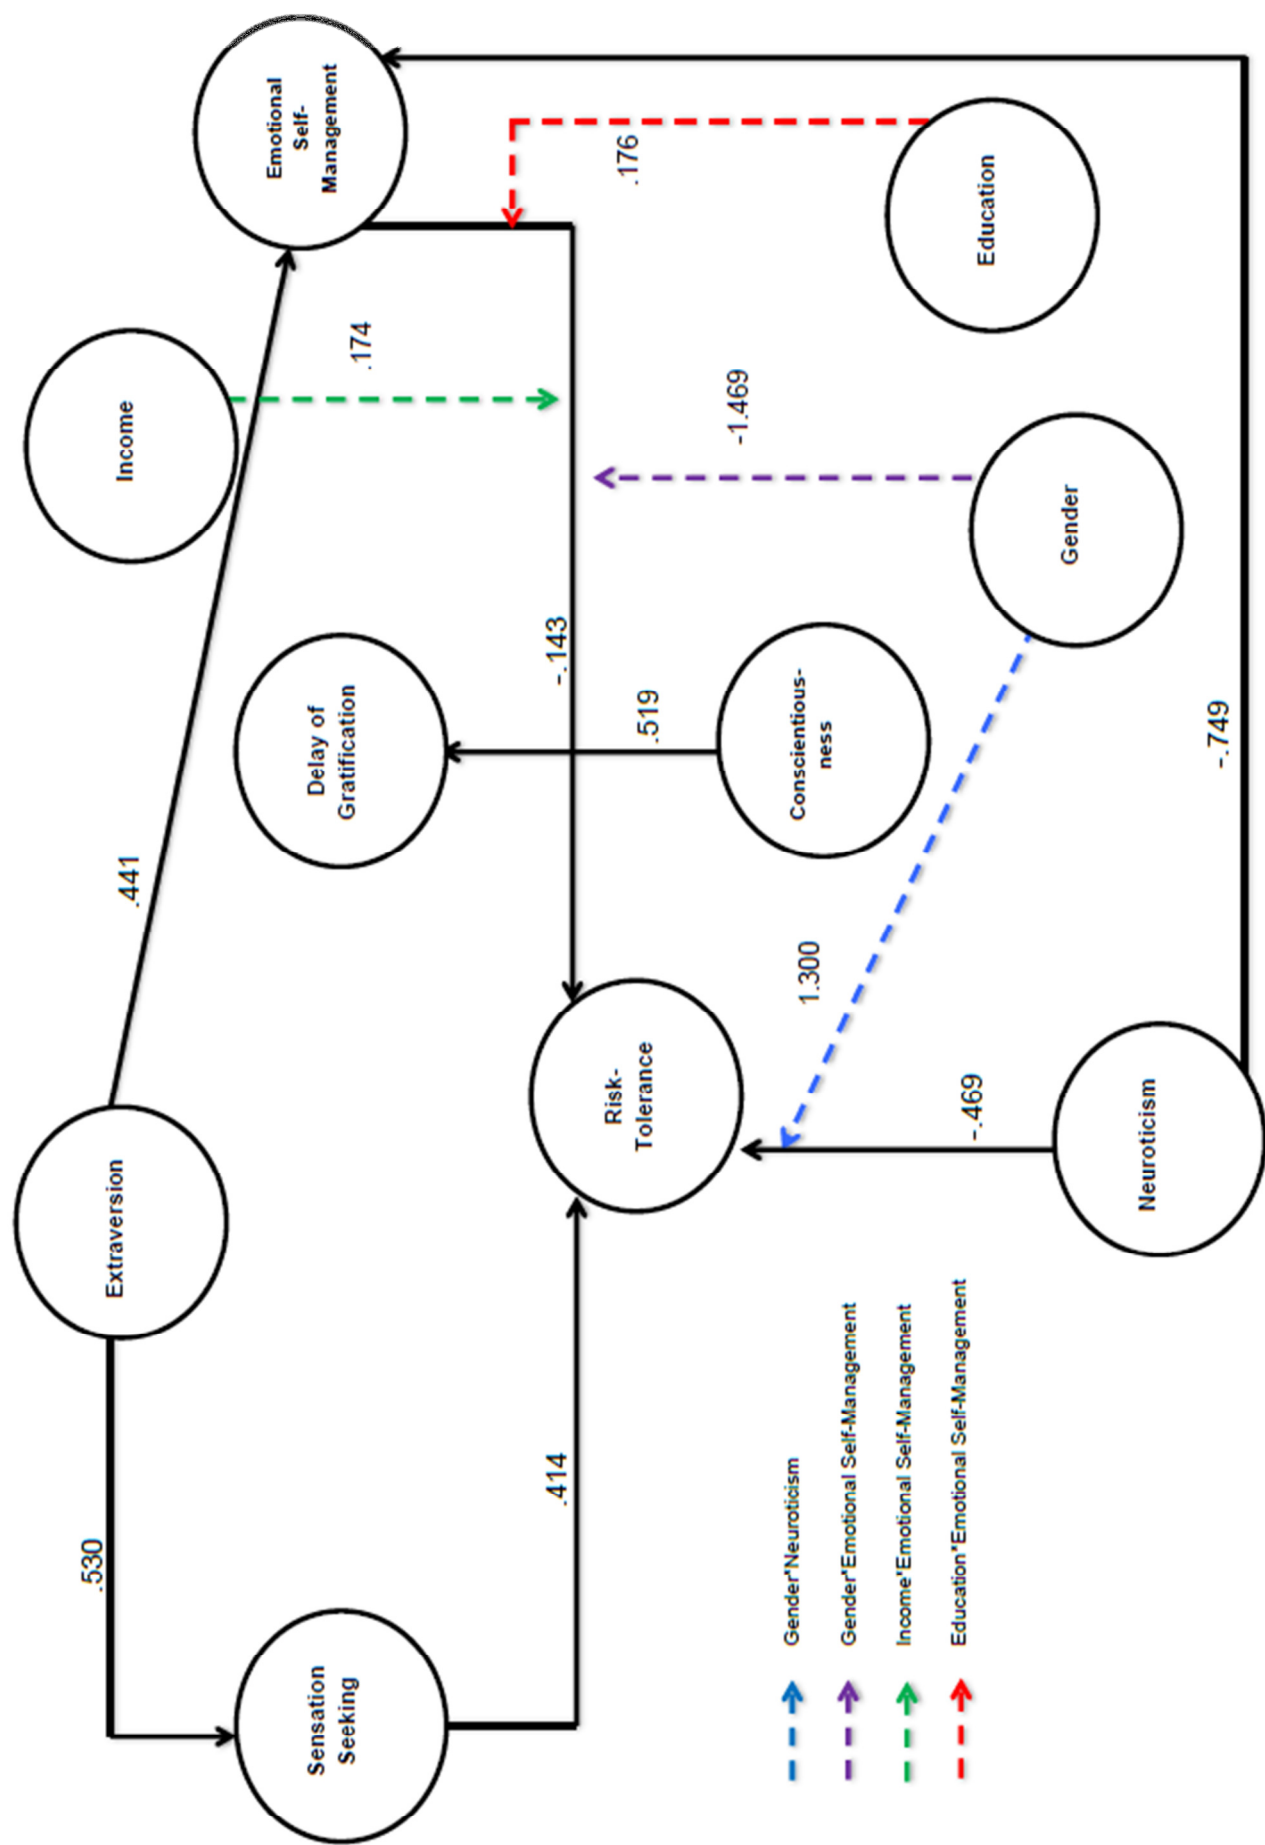 .530
Extraversion
.441
Income
Emotional
Self-
Management
Sensation
Seeking
Delay of
Gratification
.174
.414
-.143
.176
Risk-
Tolerance
.519
-1.469
1.300
Conscientious-
ness
Education
-.469
Gender
Neuroticism
-.749
Gender*Neuroticism
Gender*Emotional Self-Management
Income*Emotional Self-Management
Education*Emotional Self-Management